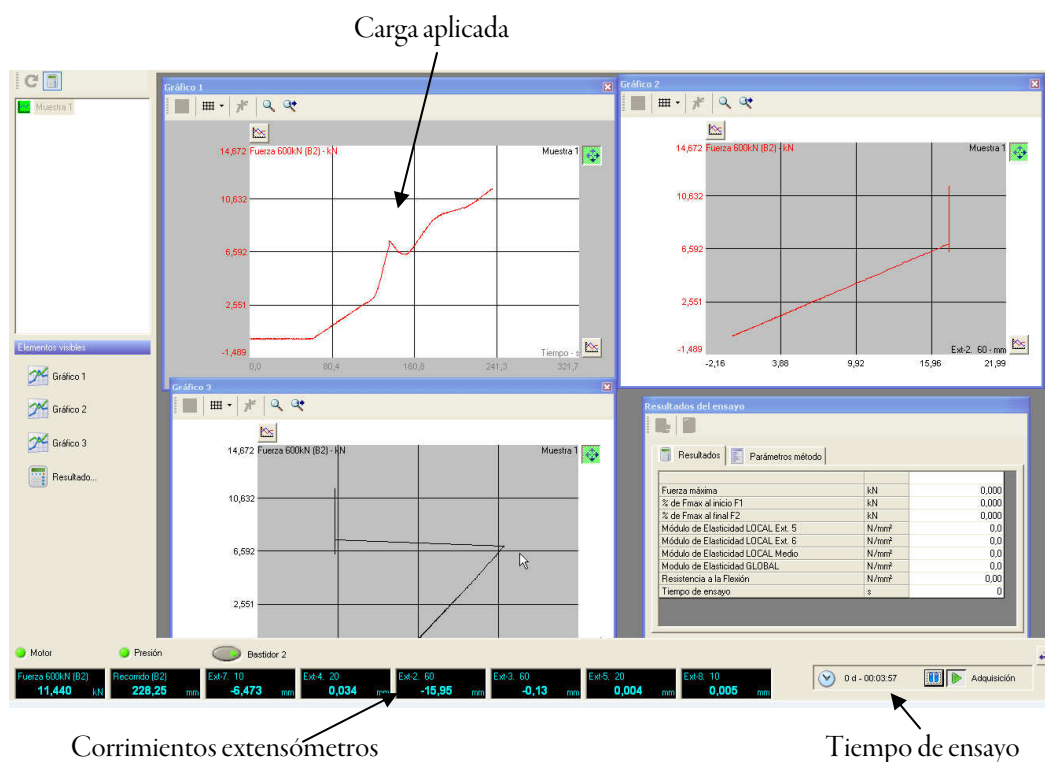 Carga aplicada
Muestra 1
Elementos visibles
Gráfico 1
Gráfico 2
Gráfico 3
Resultado...
Gráfico 1
14,672 Fuerza 600kN (B2) - kN
Muestra 1
10,632
6,592
2,551
-1,489
Tiempo - s
0,0 80,4 160,8 241,3 321,7
Gráfico 2
14,672 Fuerza 600kN (B2) - kN
Muestra 1
10,632
6,592
2,551
-1,489
Ext-2. 60 - mm
-2,16 3,88 9,92 15,96 21,99
Gráfico 3
14,672 Fuerza 600kN (B2) - kN
Muestra 1
10,632
6,592
2,551
Resultados del ensayo
Resultados Parámetros método
Fuerza máxima kN 0,000
% de Fmax al inicio F1 kN 0,000
% de Fmax al final F2 kN 0,000
Módulo de Elasticidad LOCAL Ext. 5 N/mm² 0,0
Módulo de Elasticidad LOCAL Ext. 6 N/mm² 0,0
Módulo de Elasticidad LOCAL Medio N/mm² 0,0
Modulo de Elasticidad GLOBAL N/mm² 0,0
Resistencia a la Flexión N/mm² 0,00
Tiempo de ensayo s 0
Motor Presión Bastidor 2
Fuerza 600kN (B2) Recorrido (B2) Ext-7. 10 Ext-4. 20 Ext-2. 60 Ext-3. 60 Ext-5. 20 Ext-8. 10
11,440 kN 228,25 mm -6,473 mm 0,034 mm -15,95 mm -0,13 mm 0,004 mm 0,005 mm
0 d - 00:03:57 Adquisición
Corrimientos extensómetros
Tiempo de ensayo